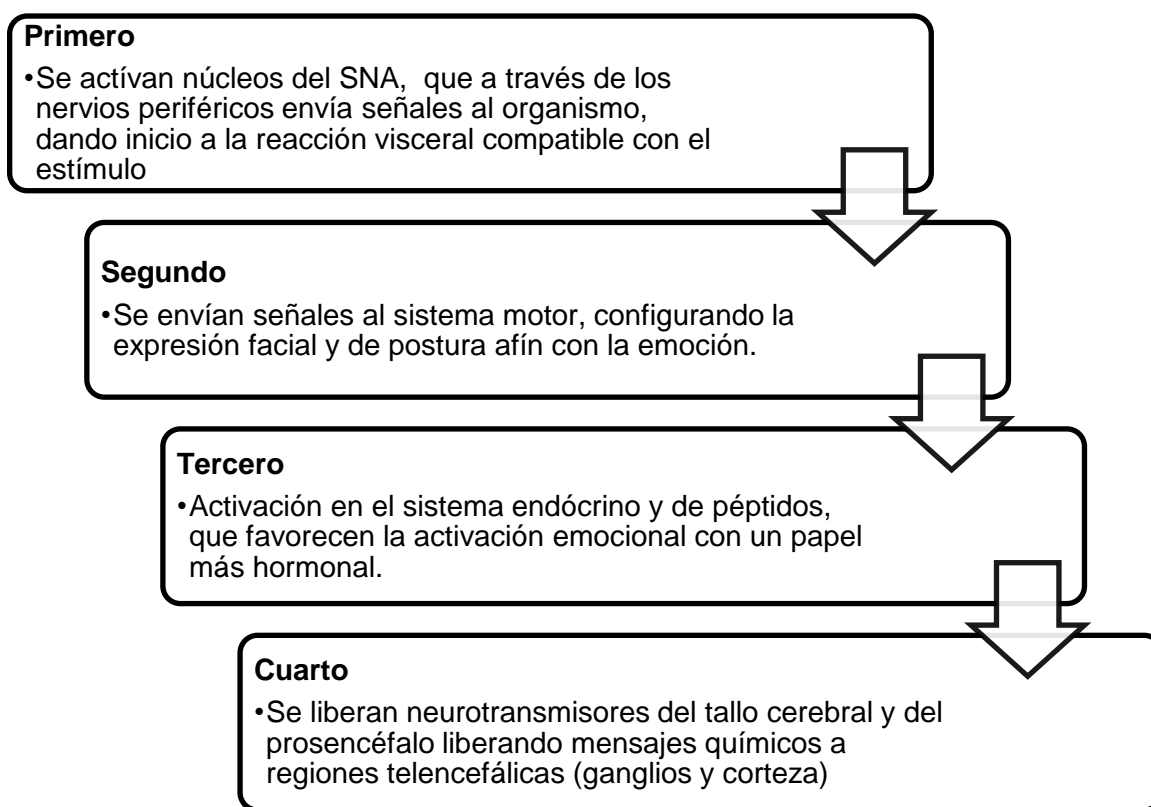 Primero
•Se actívan núcleos del SNA, que a través de los
nervios periféricos envía señales al organismo,
dando inicio a la reacción visceral compatible con el
estímulo
Segundo
•Se envían señales al sistema motor, configurando la
expresión facial y de postura afín con la emoción.
Tercero
•Activación en el sistema endócrino y de péptidos,
que favorecen la activación emocional con un papel
más hormonal.
Cuarto
•Se liberan neurotransmisores del tallo cerebral y del
prosencéfalo liberando mensajes químicos a
regiones telencefálicas (ganglios y corteza)